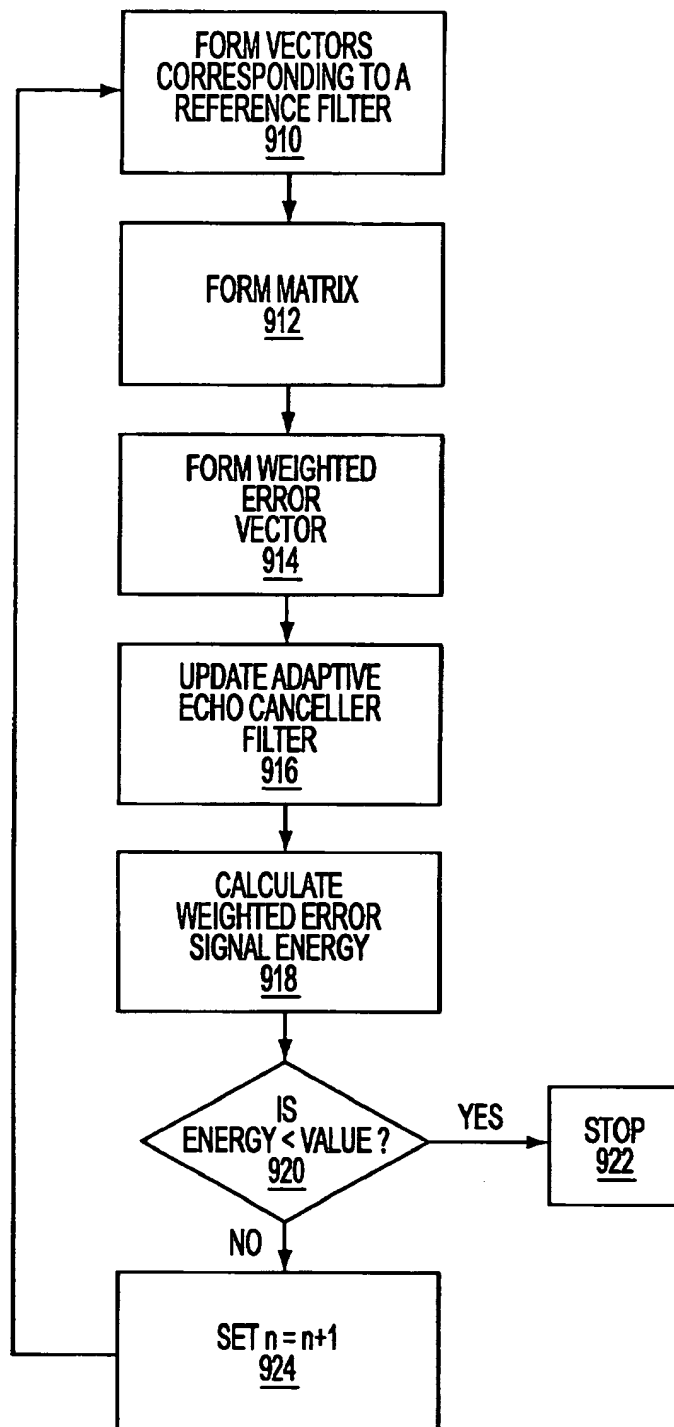 FORM VECTORS
CORRESPONDING TO A
REFERENCE FILTER
910
FORM MATRIX
912
FORM WEIGHTED
ERROR
VECTOR
914
UPDATE ADAPTIVE
ECHO CANCELLER
FILTER
916
CALCULATE
WEIGHTED ERROR
SIGNAL ENERGY
918
IS
ENERGY < VALUE ?
920
YES
STOP
922
NO
SET n = n+1
924